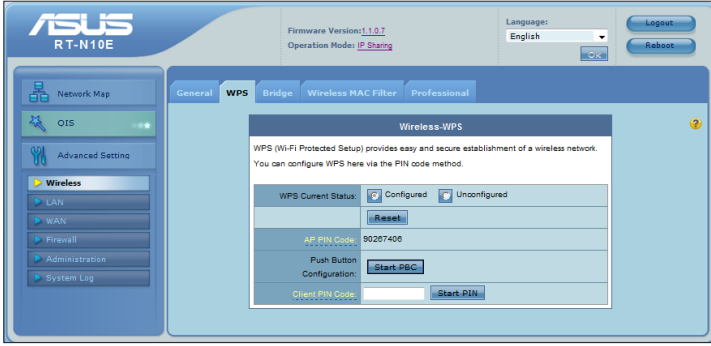 ASUS
RT-N10E
Firmware Version:1.1.0.7
Operation Mode: IP Sharing
Language:
English
OK
Logout
Reboot
Network Map
QIS
Advanced Setting
Wireless
LAN
WAN
Firewall
Administration
System Log
General WPS Bridge Wireless MAC Filter Professional
Wireless-WPS
WPS (Wi-Fi Protected Setup) provides easy and secure establishment of a wireless network.
You can configure WPS here via the PIN code method.
WPS Current Status: Configured Unconfigured
Reset
AP PIN Code: 90267406
Push Button
Configuration: Start PBC
Client PIN Code: Start PIN